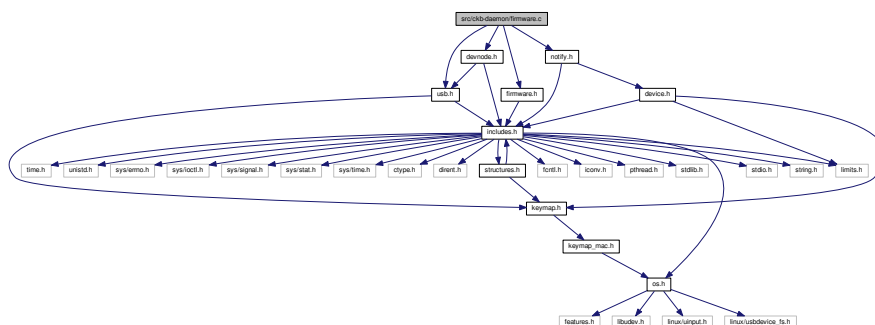 src/ckb-daemon/firmware.c
devnode.h notify.h
usb.h firmware.h device.h
includes.h
time.h unistd.h sys/errno.h sys/ioctl.h sys/signal.h sys/stat.h sys/time.h ctype.h dirent.h structures.h fcntl.h iconv.h pthread.h stdlib.h stdio.h string.h limits.h
keymap.h
keymap_mac.h
os.h
features.h libudev.h linux/uinput.h linux/usbdevice_fs.h